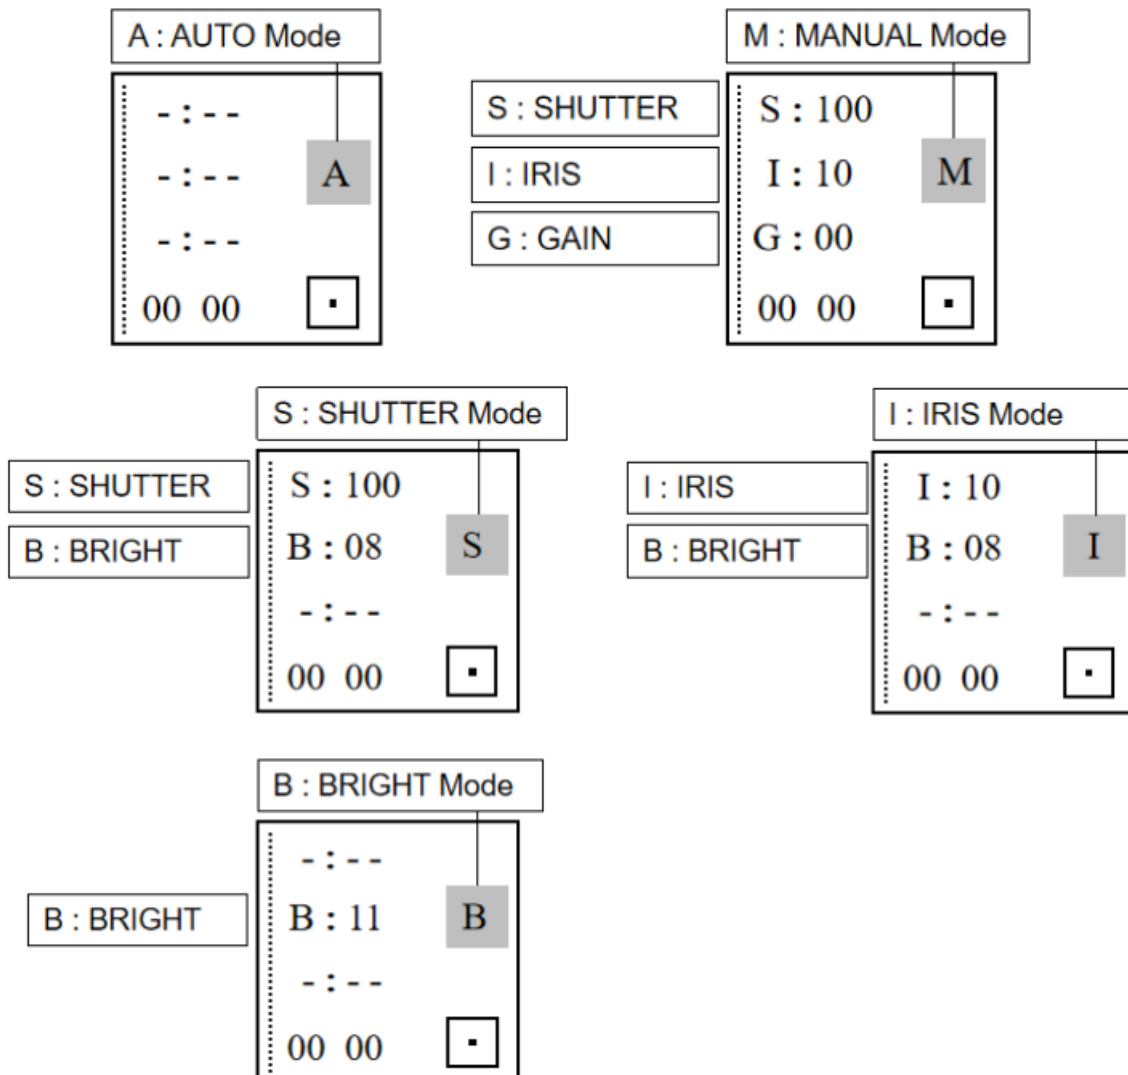 A : AUTO Mode
- : - -
- : - -
A
- : - -
00 00
M : MANUAL Mode
S : SHUTTER
S : 100
I : IRIS
I : 10
M
G : GAIN
G : 00
00 00
S : SHUTTER Mode
S : SHUTTER
S : 100
B : BRIGHT
B : 08
S
- : - -
00 00
I : IRIS Mode
I : IRIS
I : 10
B : BRIGHT
B : 08
I
- : - -
00 00
B : BRIGHT Mode
- : - -
B : BRIGHT
B : 11
B
- : - -
00 00